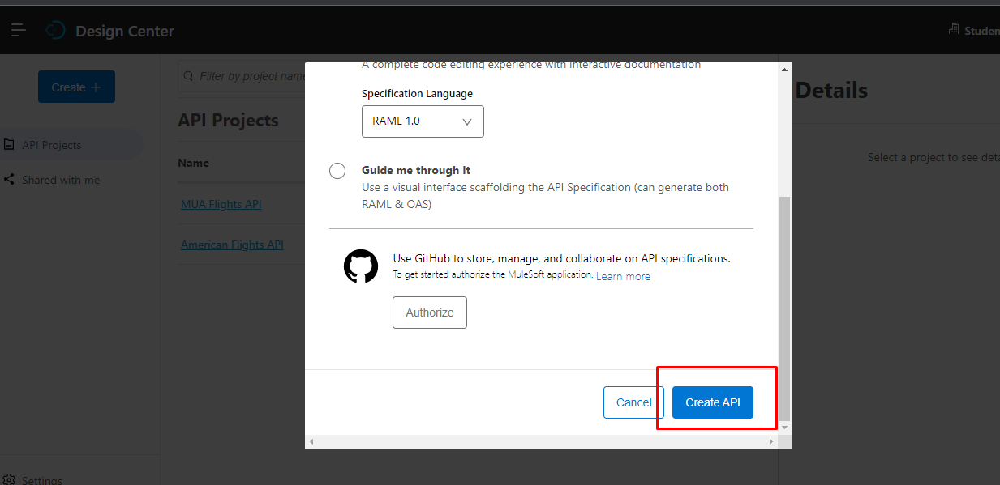 Design Center
Studen
Create +
Filter by project name
API Projects
Shared with me
Settings
API Projects
Name
MUA Flights API
American Flights API
A complete code editing experience with interactive documentation
Specification Language
RAML 1.0
Guide me through it
Use a visual interface scaffolding the API Specification (can generate both
RAML & OAS)
Use GitHub to store, manage, and collaborate on API specifications.
To get started authorize the MuleSoft application. Learn more
Authorize
Cancel
Create API
Details
Select a project to see deta